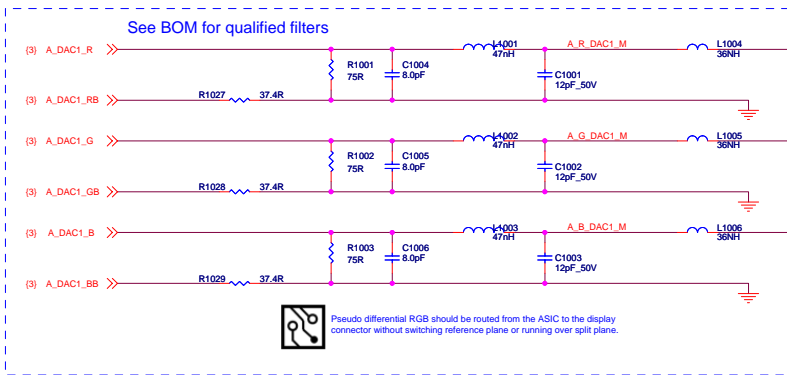 See BOM for qualified filters
{3} A_DAC1_R
L1001
47nH
A_R_DAC1_M
L1004
36NH
R1001
75R
C1004
8.0pF
C1001
12pF_50V
{3} A_DAC1_RB
R1027 37.4R
{3} A_DAC1_G
L1002
47nH
A_G_DAC1_M
L1005
36NH
R1002
75R
C1005
8.0pF
C1002
12pF_50V
{3} A_DAC1_GB
R1028 37.4R
{3} A_DAC1_B
L1003
47nH
A_B_DAC1_M
L1006
36NH
R1003
75R
C1006
8.0pF
C1003
12pF_50V
{3} A_DAC1_BB
R1029 37.4R
Pseudo differential RGB should be routed from the ASIC to the display
connector without switching reference plane or running over split plane.